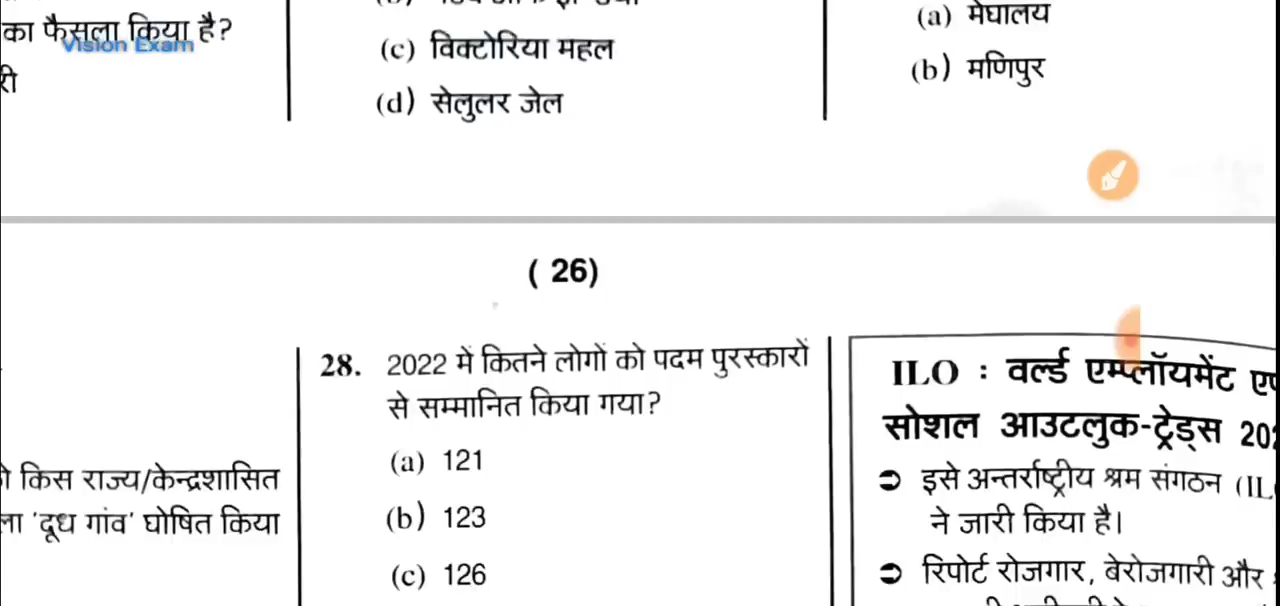 का फैसला किया है?
Vision Exam
री
(c) विक्टोरिया महल
(d) सेलुलर जेल
(a) मेघालय
(b) मणिपुर
( 26)
किस राज्य/केन्द्रशासित
'दूध गांव' घोषित किया
28. 2022 में कितने लोगों को पदम पुरस्कारों
से सम्मानित किया गया?
(a) 121
(b) 123
(c) 126
ILO : वर्ल्ड एम्प्लॉयमेंट
सोशल आउटलुक-ट्रेड्स
➲ इसे अन्तर्राष्ट्रीय श्रम संगठन
ने जारी किया है।
➲ रिपोर्ट रोजगार, बेरोजगारी और